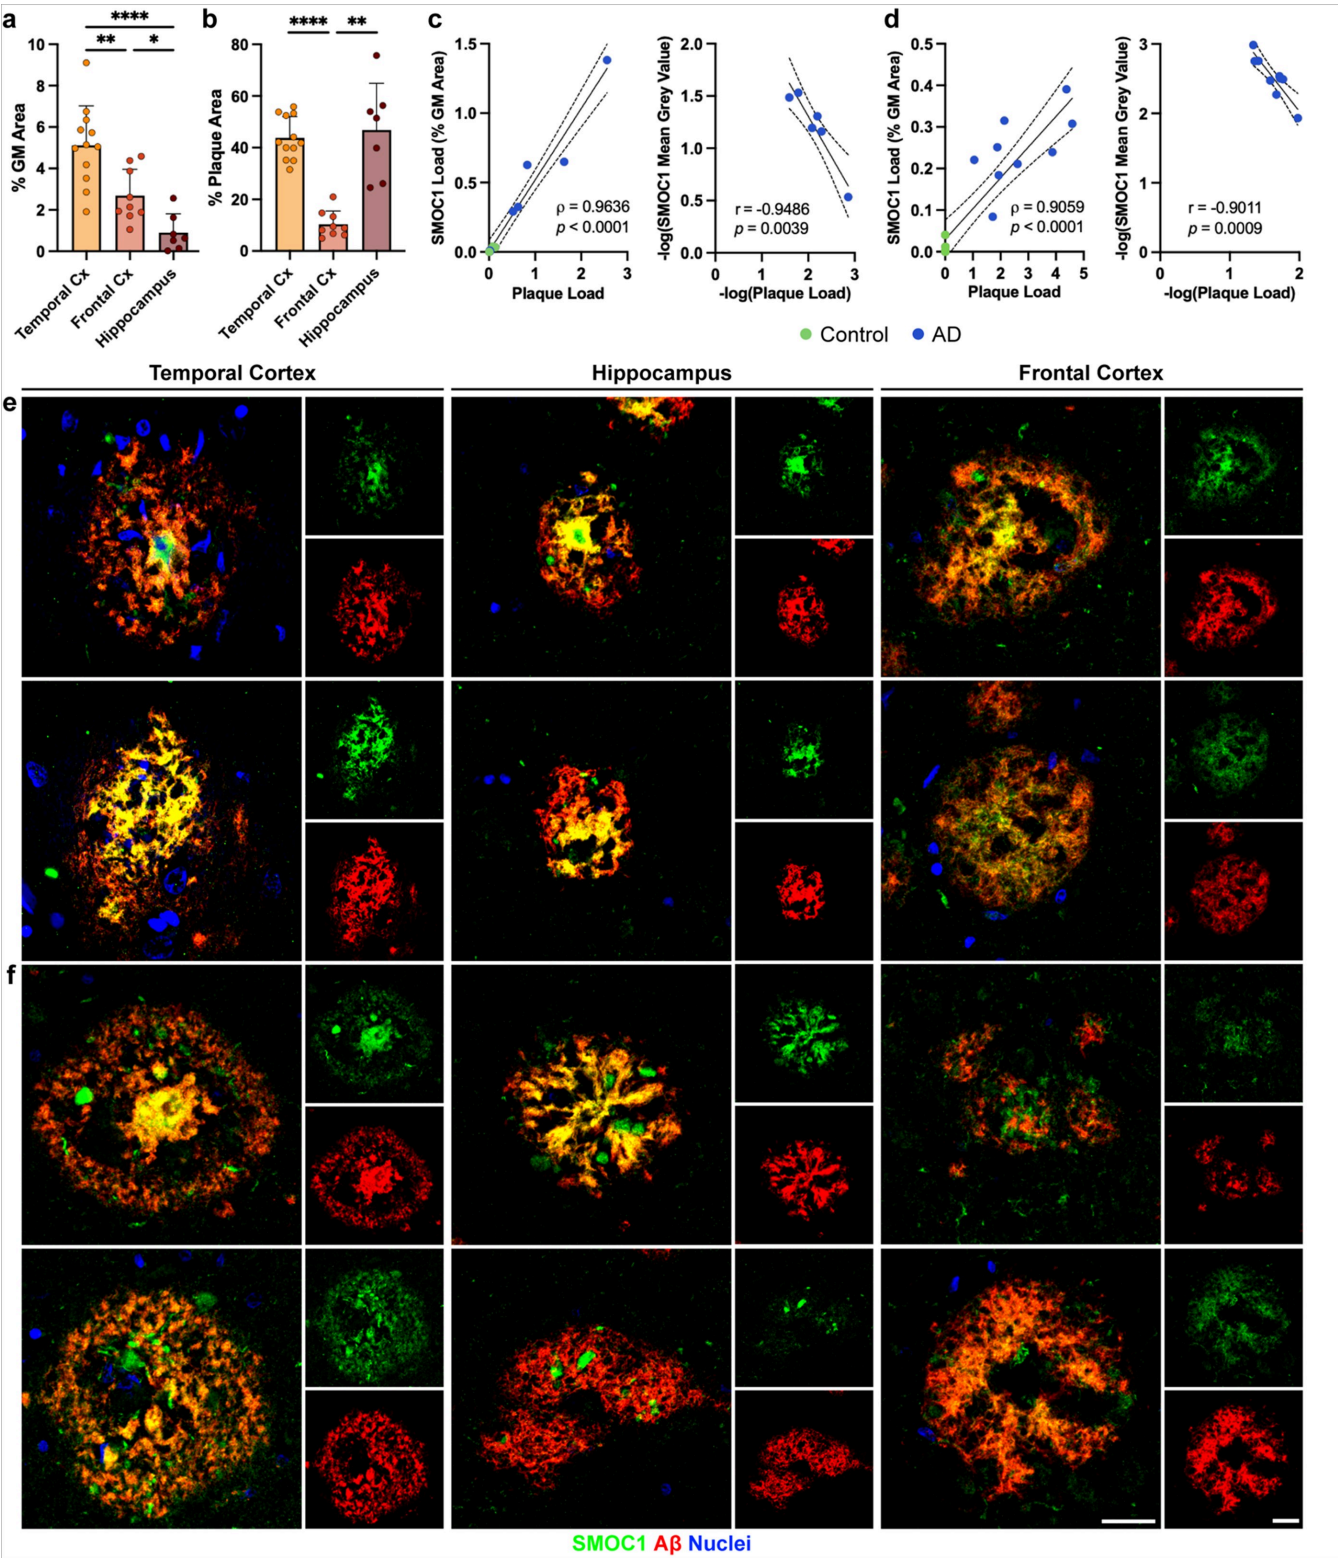 a
b
c
d
****
**
*
10
8
6
4
2
0
% GM Area
Temporal Cx
Frontal Cx
Hippocampus
****
**
80
60
40
20
0
% Plaque Area
Temporal Cx
Frontal Cx
Hippocampus
1.5
1.0
0.5
0.0
SMOC1 Load (% GM Area)
ρ = 0.9636
p < 0.0001
0 1 2 3
Plaque Load
2.0
1.5
1.0
0.5
0.0
-log(SMOC1 Mean Grey Value)
r = -0.9486
p = 0.0039
0 1 2 3
-log(Plaque Load)
0.5
0.4
0.3
0.2
0.1
0.0
SMOC1 Load (% GM Area)
ρ = 0.9059
p < 0.0001
0 1 2 3 4 5
Plaque Load
3
2
1
0
-log(SMOC1 Mean Grey Value)
r = -0.9011
p = 0.0009
0 1 2
-log(Plaque Load)
Control AD
Temporal Cortex Hippocampus Frontal Cortex
e
f
SMOC1 Aβ Nuclei